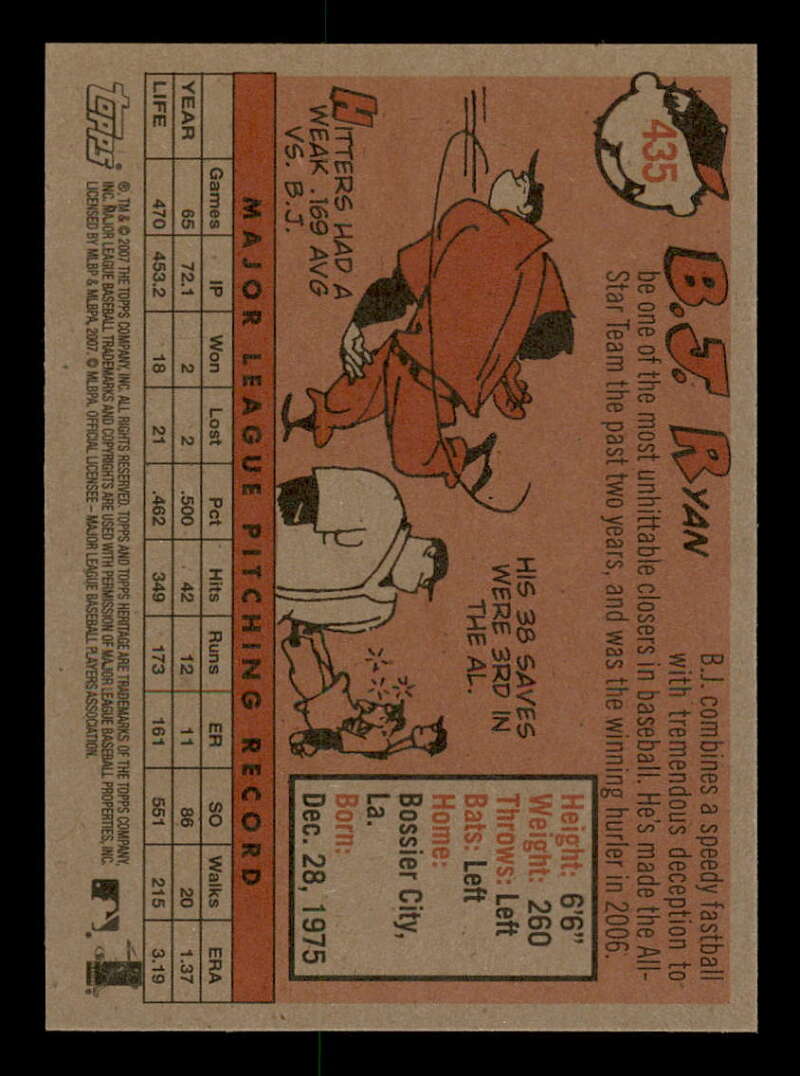 435
B.J. RYAN
B.J. combines a speedy fastball
with tremendous deception to
be one of the most unhittable closers in baseball. He's made the All-
Star Team the past two years, and was the winning hurler in 2006.
HITTERS HAD A
WEAK .169 AVG
VS. B.J.
HIS 38 SAVES
WERE 3RD IN
THE AL.
Height: 6'6"
Weight: 260
Throws: Left
Bats: Left
Home:
Bossier City,
La.
Born:
Dec. 28, 1975
MAJOR LEAGUE PITCHING RECORD
Games IP Won Lost Pct Hits Runs ER SO Walks ERA
YEAR 65 72.1 2 2 .500 42 12 11 86 20 1.37
LIFE 470 453.2 18 21 .462 349 173 161 551 215 3.19
TOPPS
®, TM & © 2007 THE TOPPS COMPANY, INC. ALL RIGHTS RESERVED. TOPPS AND TOPPS HERITAGE ARE TRADEMARKS OF THE TOPPS COMPANY,
INC. MAJOR LEAGUE BASEBALL TRADEMARKS AND COPYRIGHTS ARE USED WITH PERMISSION OF MAJOR LEAGUE BASEBALL PROPERTIES, INC.
LICENSED BY MLBP & MLBPA, 2007. © MLBPA, OFFICIAL LICENSEE – MAJOR LEAGUE BASEBALL PLAYERS ASSOCIATION.